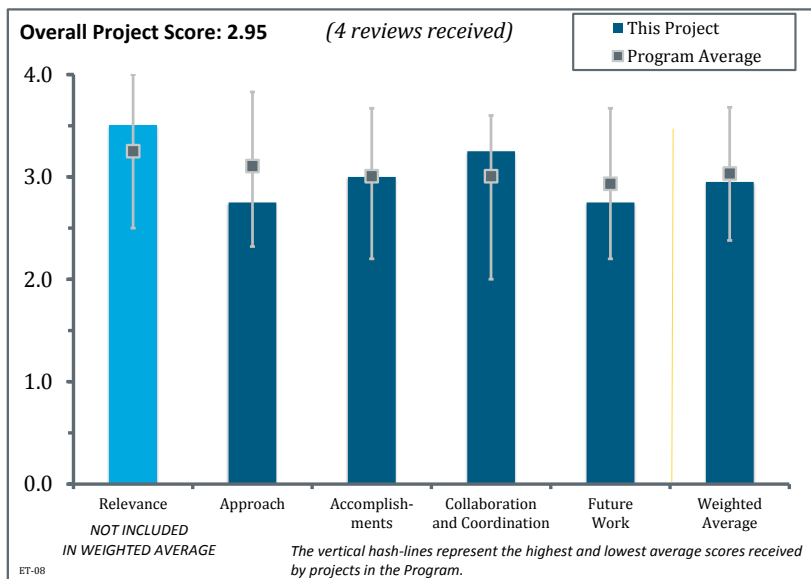 Overall Project Score: 2.95
(4 reviews received)
This Project
Program Average
4.0
3.0
2.0
1.0
0.0
Relevance
Approach
Accomplish-
ments
Collaboration
and Coordination
Future
Work
Weighted
Average
NOT INCLUDED
IN WEIGHTED AVERAGE
The vertical hash-lines represent the highest and lowest average scores received
by projects in the Program.
ET-08